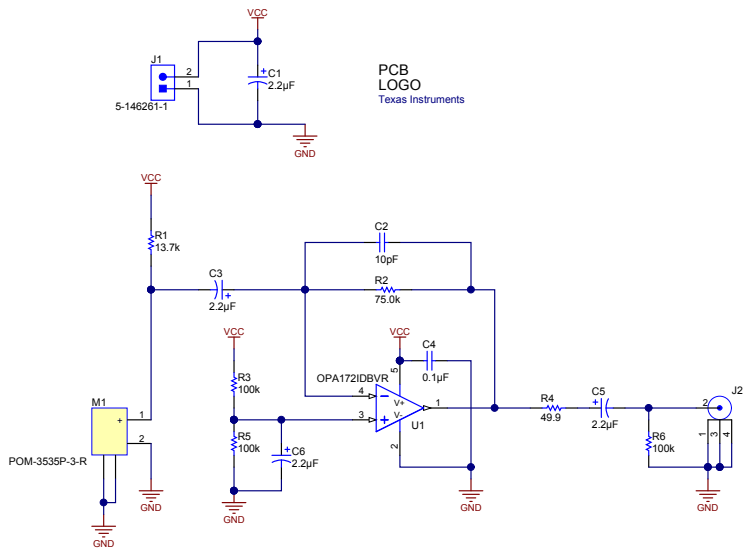 VCC
J1
2
1
5-146261-1
C1
2.2µF
GND
PCB
LOGO
Texas Instruments
VCC
R1
13.7k
C2
10pF
C3
2.2µF
R2
75.0k
VCC
VCC
C4
0.1µF
5
OPA172IDBVR
R3
100k
4
V+
V-
1
3
U1
2
R4
49.9
C5
2.2µF
2
J2
1
3
4
M1
1
2
POM-3535P-3-R
R5
100k
C6
2.2µF
R6
100k
GND
GND
GND
GND
GND